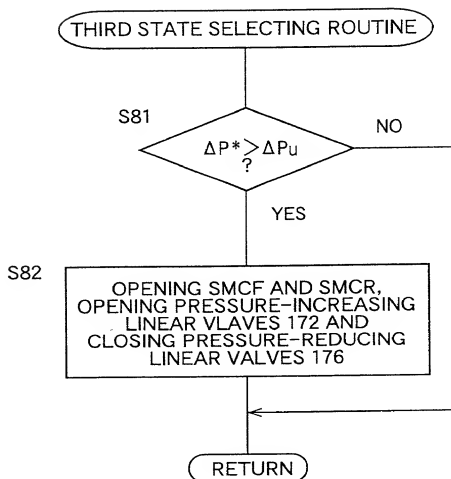 THIRD STATE SELECTING ROUTINE
S81
ΔP* > ΔPu
?
NO
YES
S82
OPENING SMCF AND SMCR,
OPENING PRESSURE-INCREASING
LINEAR VLAVES 172 AND
CLOSING PRESSURE-REDUCING
LINEAR VALVES 176
RETURN